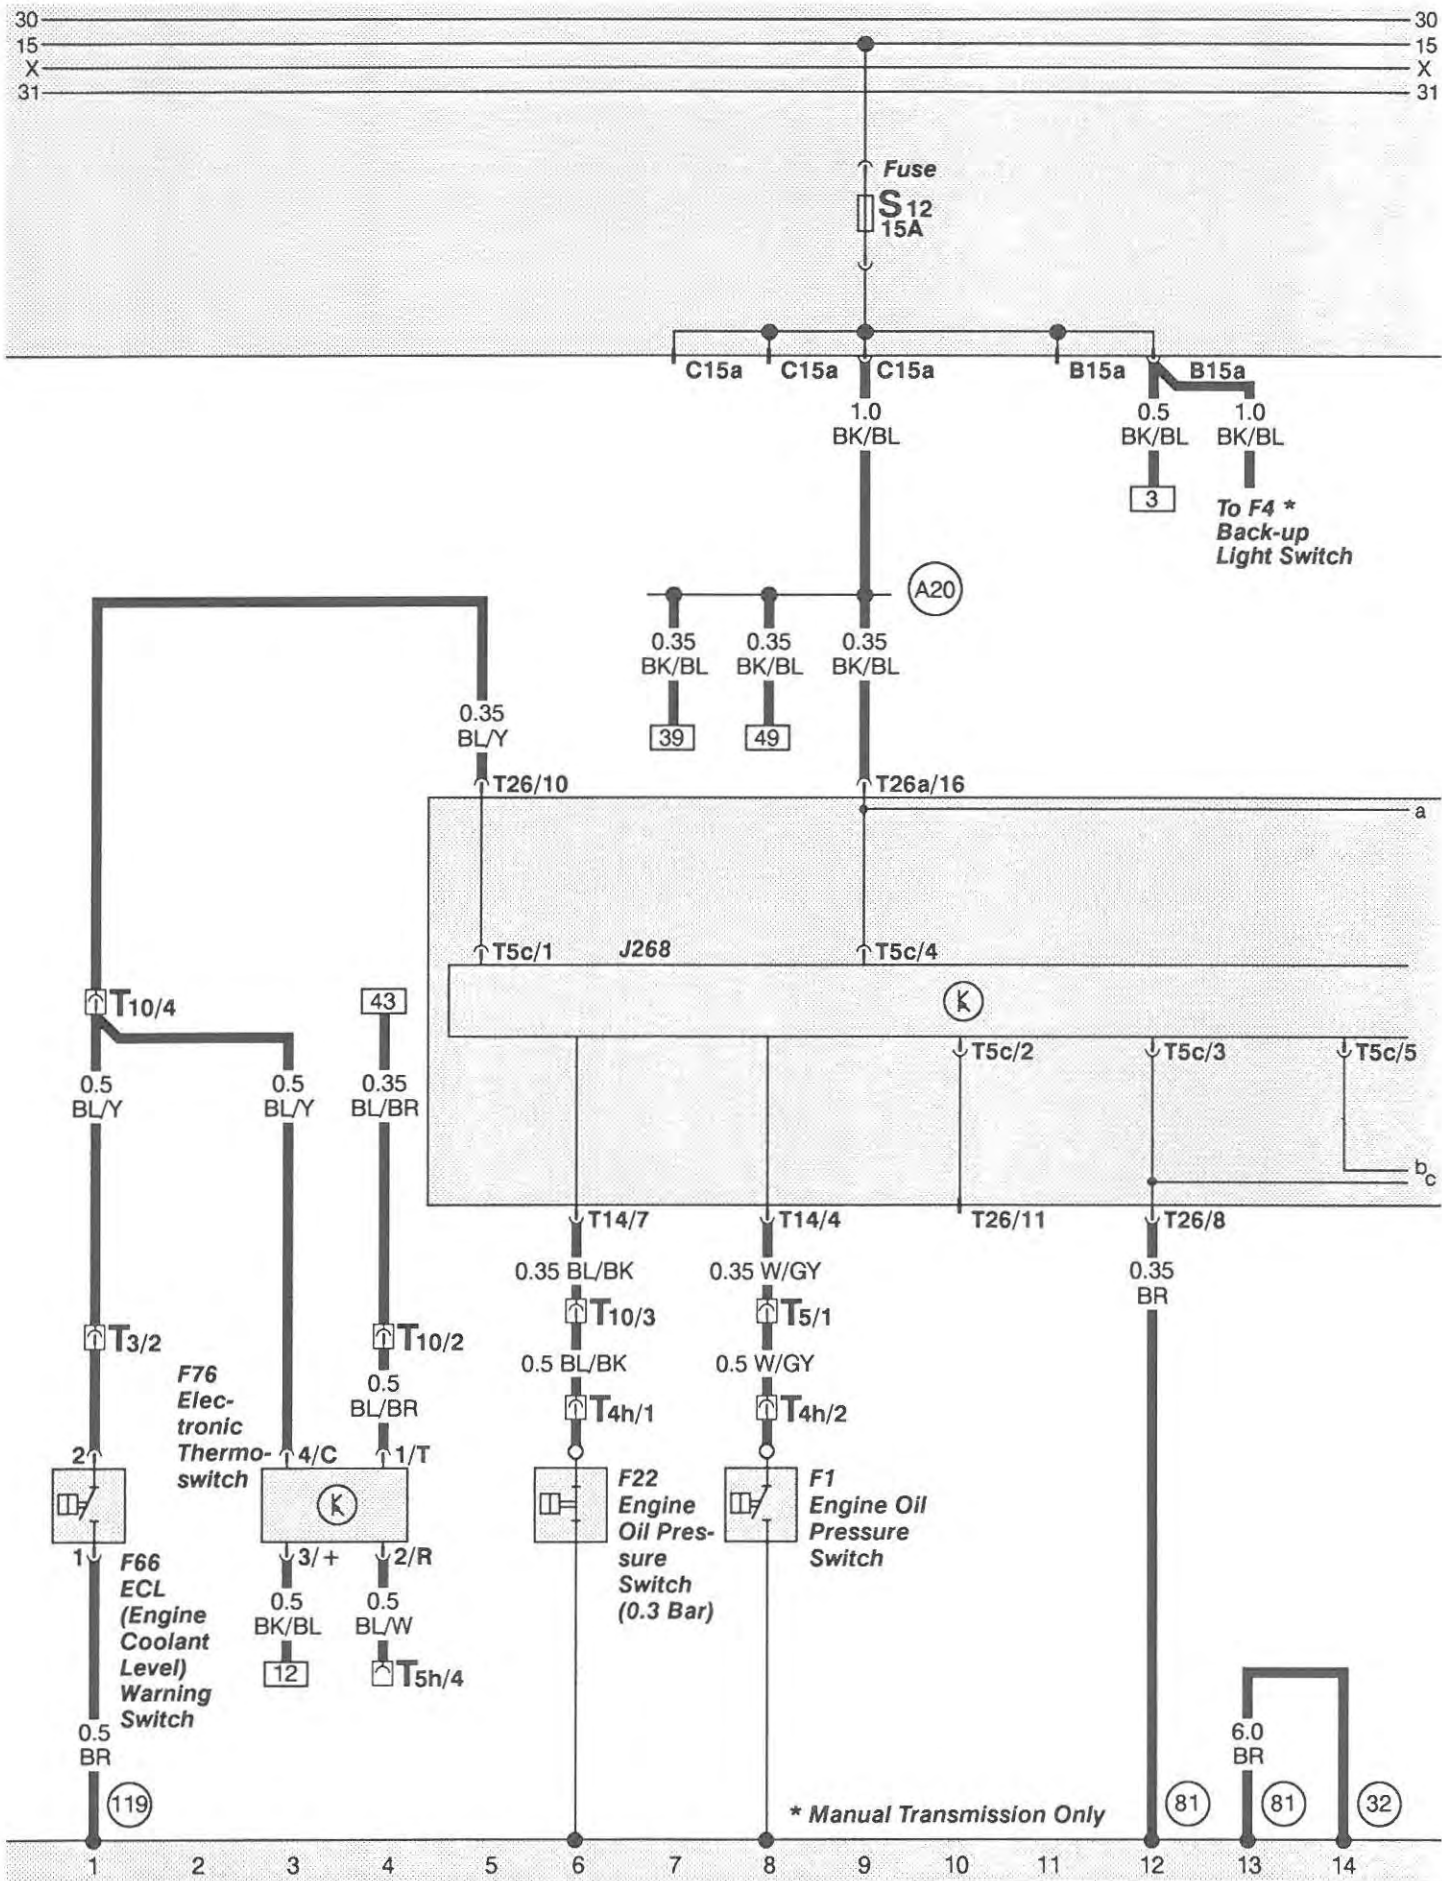 30 30
15 15
X X
31 31
Fuse
S12
15A
C15a C15a C15a B15a B15a
1.0 0.5 1.0
BK/BL BK/BL BK/BL
3
To F4 *
Back-up
Light Switch
A20
0.35 0.35 0.35
BK/BL BK/BL BK/BL
39 49
0.35
BL/Y
T26/10 T26a/16
a
T5c/1 J268 T5c/4
T10/4 43
T5c/2 T5c/3 T5c/5
0.5 0.5 0.35
BL/Y BL/Y BL/BR
b
c
T14/7 T14/4 T26/11 T26/8
0.35 BL/BK 0.35 W/GY 0.35
BR
T10/3 T5/1
T3/2 T10/2
0.5 BL/BK 0.5 W/GY
0.5
BL/BR
T4h/1 T4h/2
F76
Elec-
tronic
Thermo-
switch
2 4/C 1/T
F22
Engine
Oil Pres-
sure
Switch
(0.3 Bar)
F1
Engine Oil
Pressure
Switch
1 3/+ 2/R
F66
ECL
(Engine
Coolant
Level)
Warning
Switch
0.5 0.5
BK/BL BL/W
12 T5h/4
0.5
BR
6.0
BR
119 81 81 32
* Manual Transmission Only
1 2 3 4 5 6 7 8 9 10 11 12 13 14